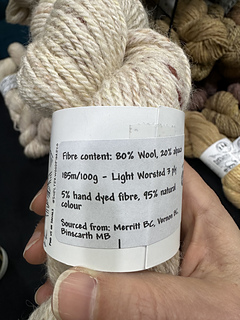 Fibre content: 80% Wool, 20% alpaca
185m/100g - Light Worsted 3 ply
5% hand dyed fibre, 95% natural
colour
Sourced from: Merritt BC, Vernon BC,
Binscarth MB